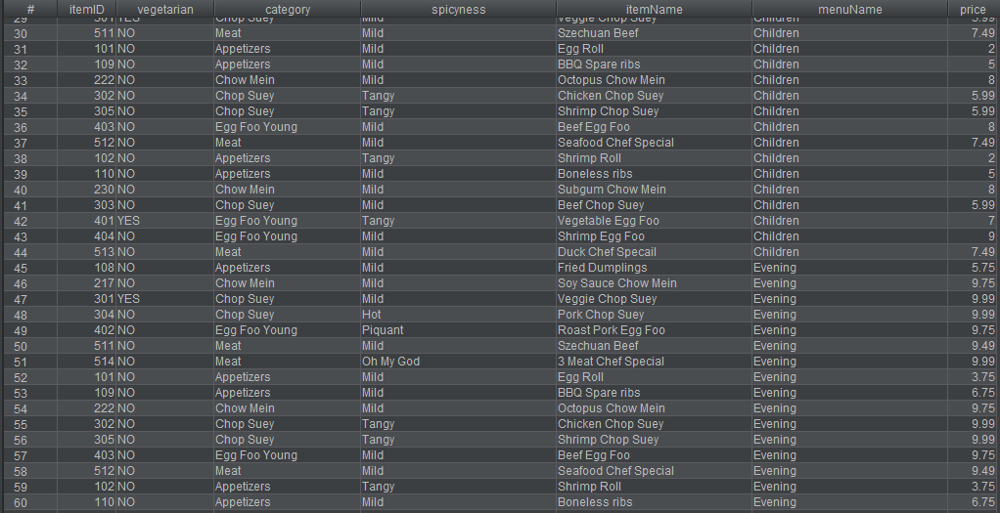 # itemID vegetarian category spicyness itemName menuName price
29 301 YES Chop Suey Mild Veggie Chop Suey Children 5.99
30 511 NO Meat Mild Szechuan Beef Children 7.49
31 101 NO Appetizers Mild Egg Roll Children 2
32 109 NO Appetizers Mild BBQ Spare ribs Children 5
33 222 NO Chow Mein Mild Octopus Chow Mein Children 8
34 302 NO Chop Suey Tangy Chicken Chop Suey Children 5.99
35 305 NO Chop Suey Tangy Shrimp Chop Suey Children 5.99
36 403 NO Egg Foo Young Mild Beef Egg Foo Children 8
37 512 NO Meat Mild Seafood Chef Special Children 7.49
38 102 NO Appetizers Tangy Shrimp Roll Children 2
39 110 NO Appetizers Mild Boneless ribs Children 5
40 230 NO Chow Mein Mild Subgum Chow Mein Children 8
41 303 NO Chop Suey Mild Beef Chop Suey Children 5.99
42 401 YES Egg Foo Young Tangy Vegetable Egg Foo Children 7
43 404 NO Egg Foo Young Mild Shrimp Egg Foo Children 9
44 513 NO Meat Mild Duck Chef Specail Children 7.49
45 108 NO Appetizers Mild Fried Dumplings Evening 5.75
46 217 NO Chow Mein Mild Soy Sauce Chow Mein Evening 9.75
47 301 YES Chop Suey Mild Veggie Chop Suey Evening 9.99
48 304 NO Chop Suey Hot Pork Chop Suey Evening 9.99
49 402 NO Egg Foo Young Piquant Roast Pork Egg Foo Evening 9.75
50 511 NO Meat Mild Szechuan Beef Evening 9.49
51 514 NO Meat Oh My God 3 Meat Chef Special Evening 9.99
52 101 NO Appetizers Mild Egg Roll Evening 3.75
53 109 NO Appetizers Mild BBQ Spare ribs Evening 6.75
54 222 NO Chow Mein Mild Octopus Chow Mein Evening 9.75
55 302 NO Chop Suey Tangy Chicken Chop Suey Evening 9.99
56 305 NO Chop Suey Tangy Shrimp Chop Suey Evening 9.99
57 403 NO Egg Foo Young Mild Beef Egg Foo Evening 9.75
58 512 NO Meat Mild Seafood Chef Special Evening 9.49
59 102 NO Appetizers Tangy Shrimp Roll Evening 3.75
60 110 NO Appetizers Mild Boneless ribs Evening 6.75